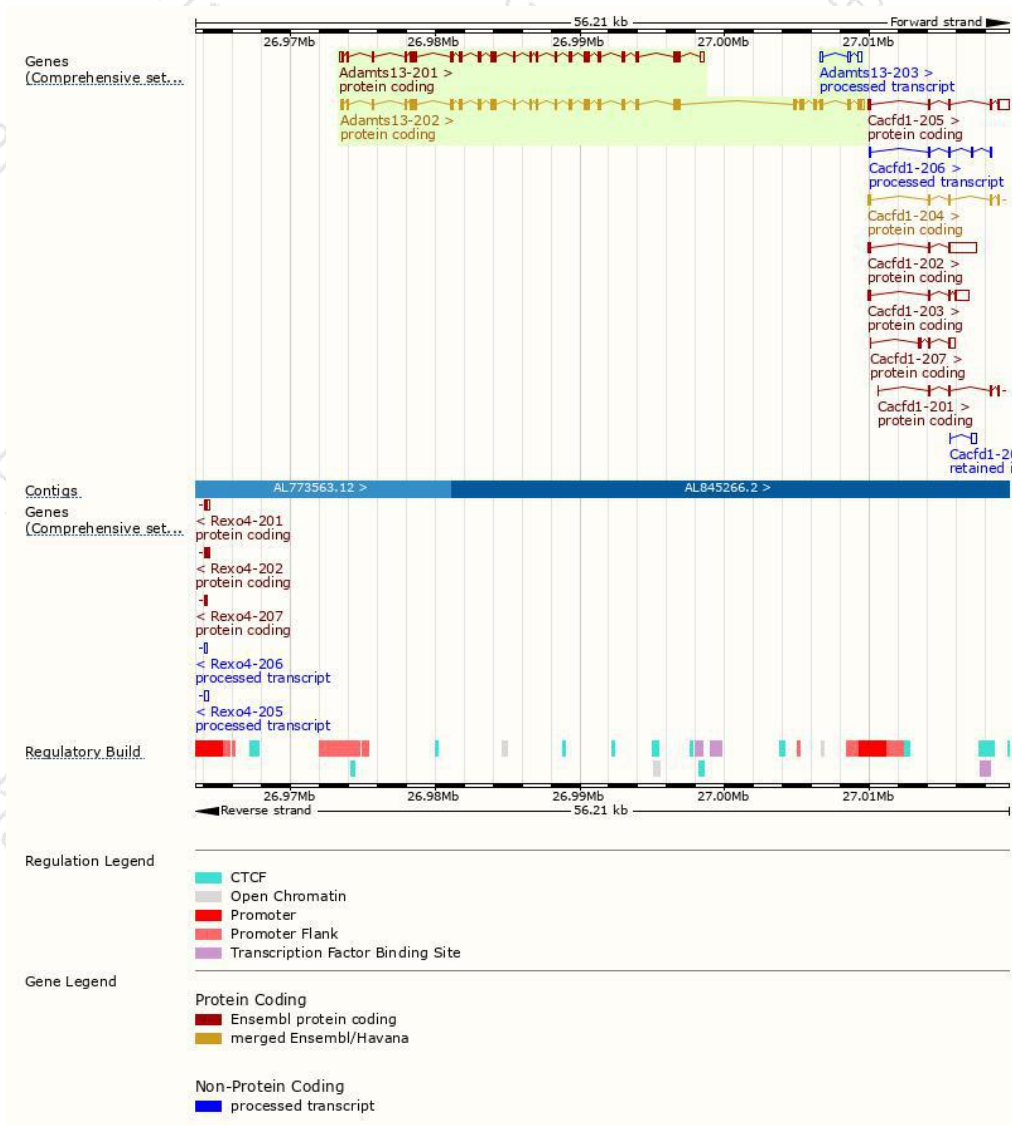 56.21 kb
Forward strand
26.97Mb 26.98Mb 26.99Mb 27.00Mb 27.01Mb
Genes
(Comprehensive set...
Adamts13-201 >
protein coding
Adamts13-203 >
processed transcript
Adamts13-202 >
protein coding
Cacfd1-205 >
protein coding
Cacfd1-206 >
processed transcript
Cacfd1-204 >
protein coding
Cacfd1-202 >
protein coding
Cacfd1-203 >
protein coding
Cacfd1-207 >
protein coding
Cacfd1-201 >
protein coding
Cacfd1-20
retained i
Contigs
AL773563.12 >
AL845266.2 >
Genes
(Comprehensive set...
< Rexo4-201
protein coding
< Rexo4-202
protein coding
< Rexo4-207
protein coding
< Rexo4-206
processed transcript
< Rexo4-205
processed transcript
Regulatory Build
26.97Mb 26.98Mb 26.99Mb 27.00Mb 27.01Mb
Reverse strand
56.21 kb
Regulation Legend
CTCF
Open Chromatin
Promoter
Promoter Flank
Transcription Factor Binding Site
Gene Legend
Protein Coding
Ensembl protein coding
merged Ensembl/Havana
Non-Protein Coding
processed transcript